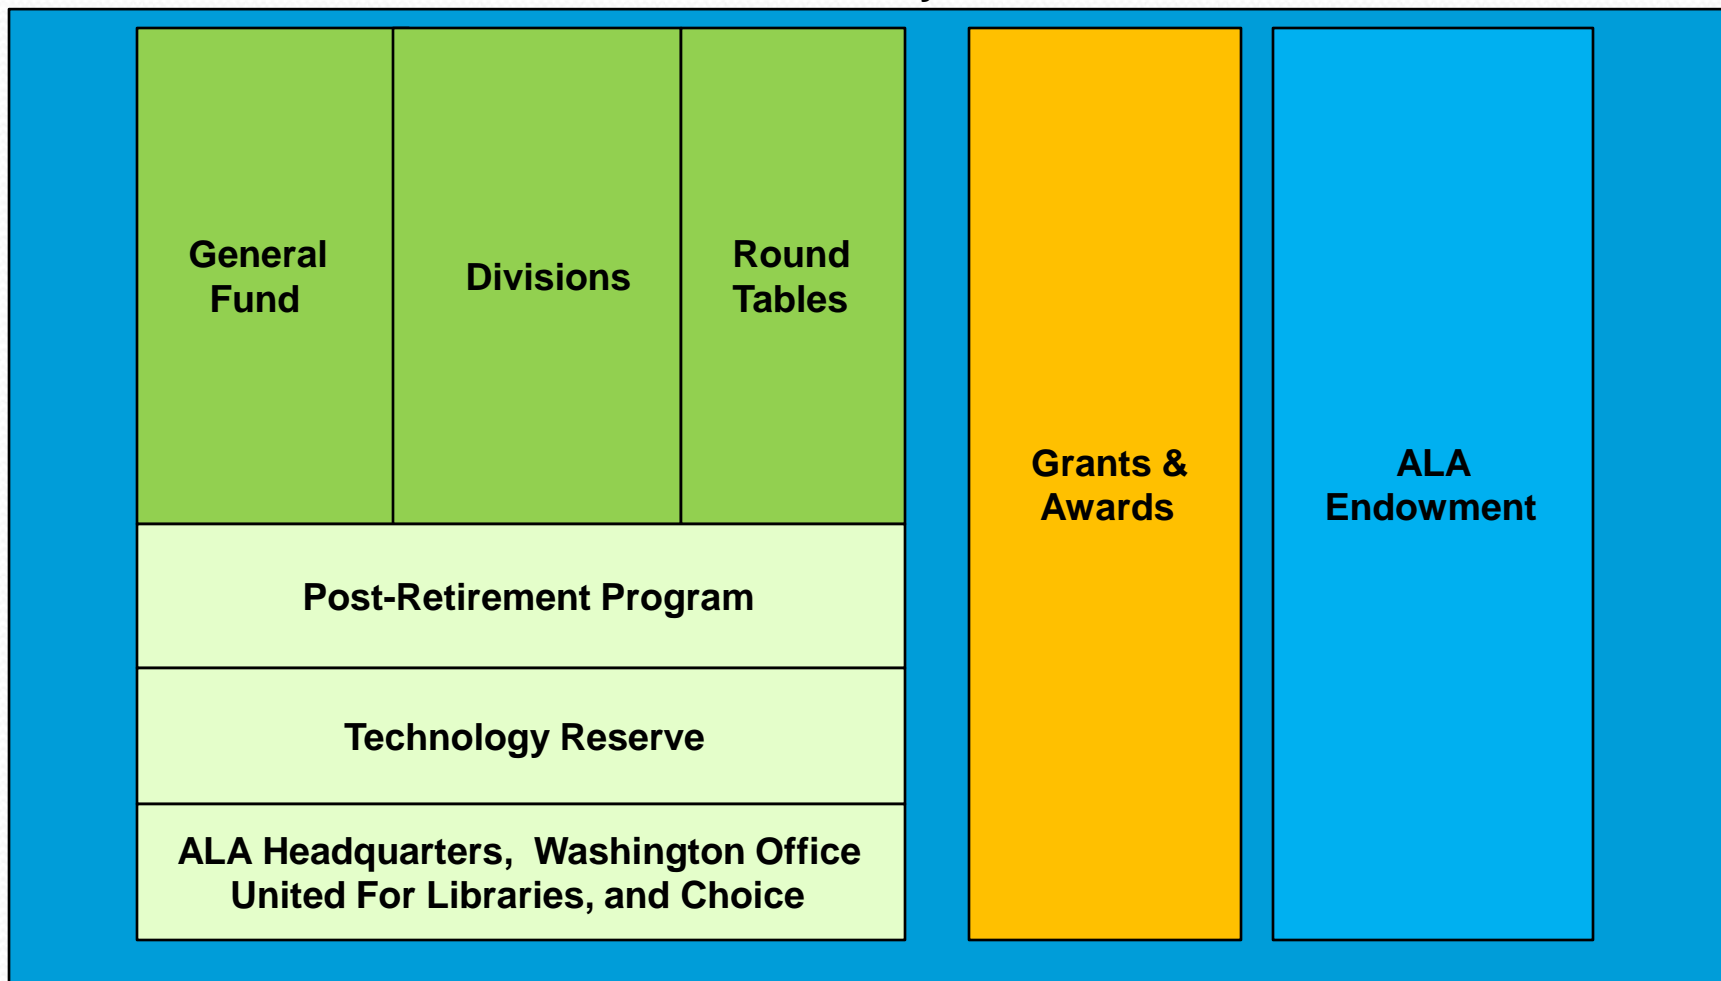 General
Fund
Divisions
Round
Tables
Grants &
Awards
ALA
Endowment
Post-Retirement Program
Technology Reserve
ALA Headquarters,  Washington Office
United For Libraries, and Choice